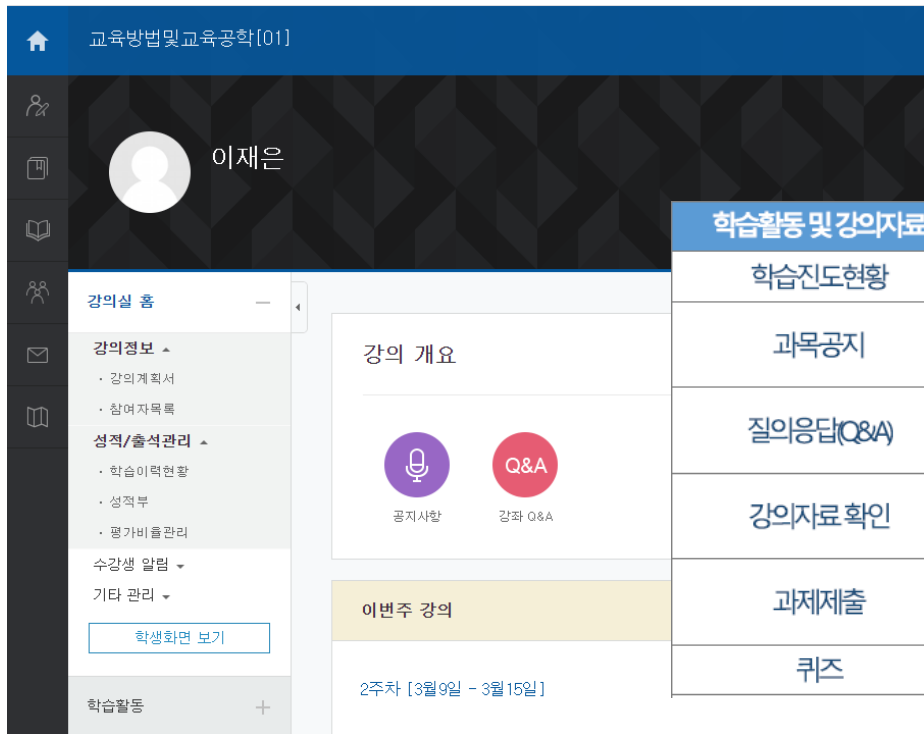 교육방법및교육공학[01]
이재은
강의실 홈
강의정보
· 강의계획서
· 참여자목록
성적/출석관리
· 학습이력현황
· 성적부
· 평가비율관리
수강생 알림
기타 관리
학생화면 보기
학습활동
강의 개요
Q&A
공지사항
강좌 Q&A
이번주 강의
2주차 [3월9일 - 3월15일]
학습활동 및 강의자료
학습진도현황
과목공지
질의응답(Q&A)
강의자료 확인
과제제출
퀴즈